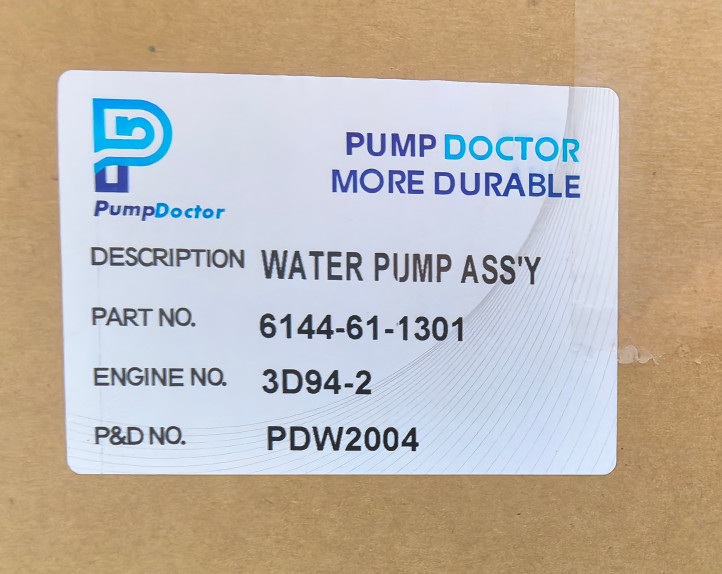 PumpDoctor
PUMP DOCTOR
MORE DURABLE
DESCRIPTION WATER PUMP ASS'Y
PART NO. 6144-61-1301
ENGINE NO. 3D94-2
P&D NO. PDW2004